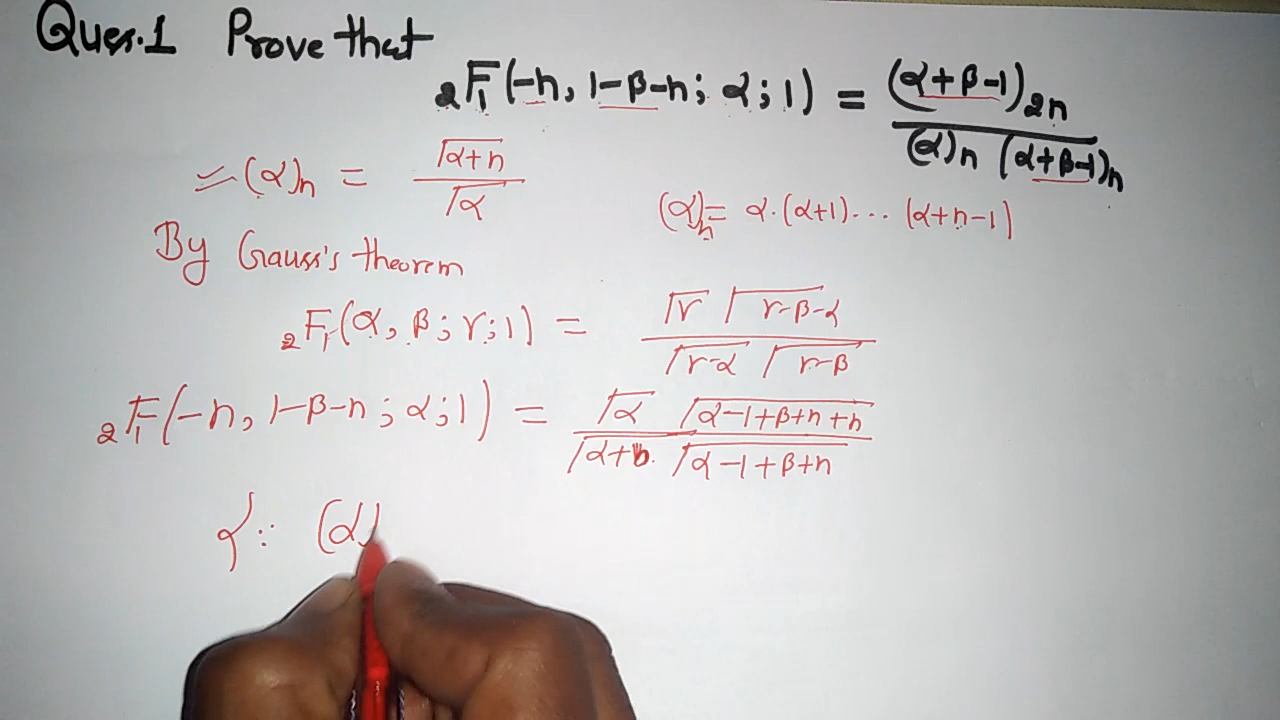 Ques.1 Prove that
₂F₁(-n, 1-β-n; α; 1) = (α+β-1)₂ₙ / (α)ₙ (α+β-1)ₙ
(α)ₙ = Γα+n / Γα
(α)ₙ = α·(α+1)... (α+n-1)
By Gauss's theorem
₂F₁(α, β; γ; 1) = Γγ Γγ-β-α / Γγ-α Γγ-β
₂F₁(-n, 1-β-n; α; 1) = Γα Γα-1+β+n+n / Γα+n. Γα-1+β+n
{∵ (α)